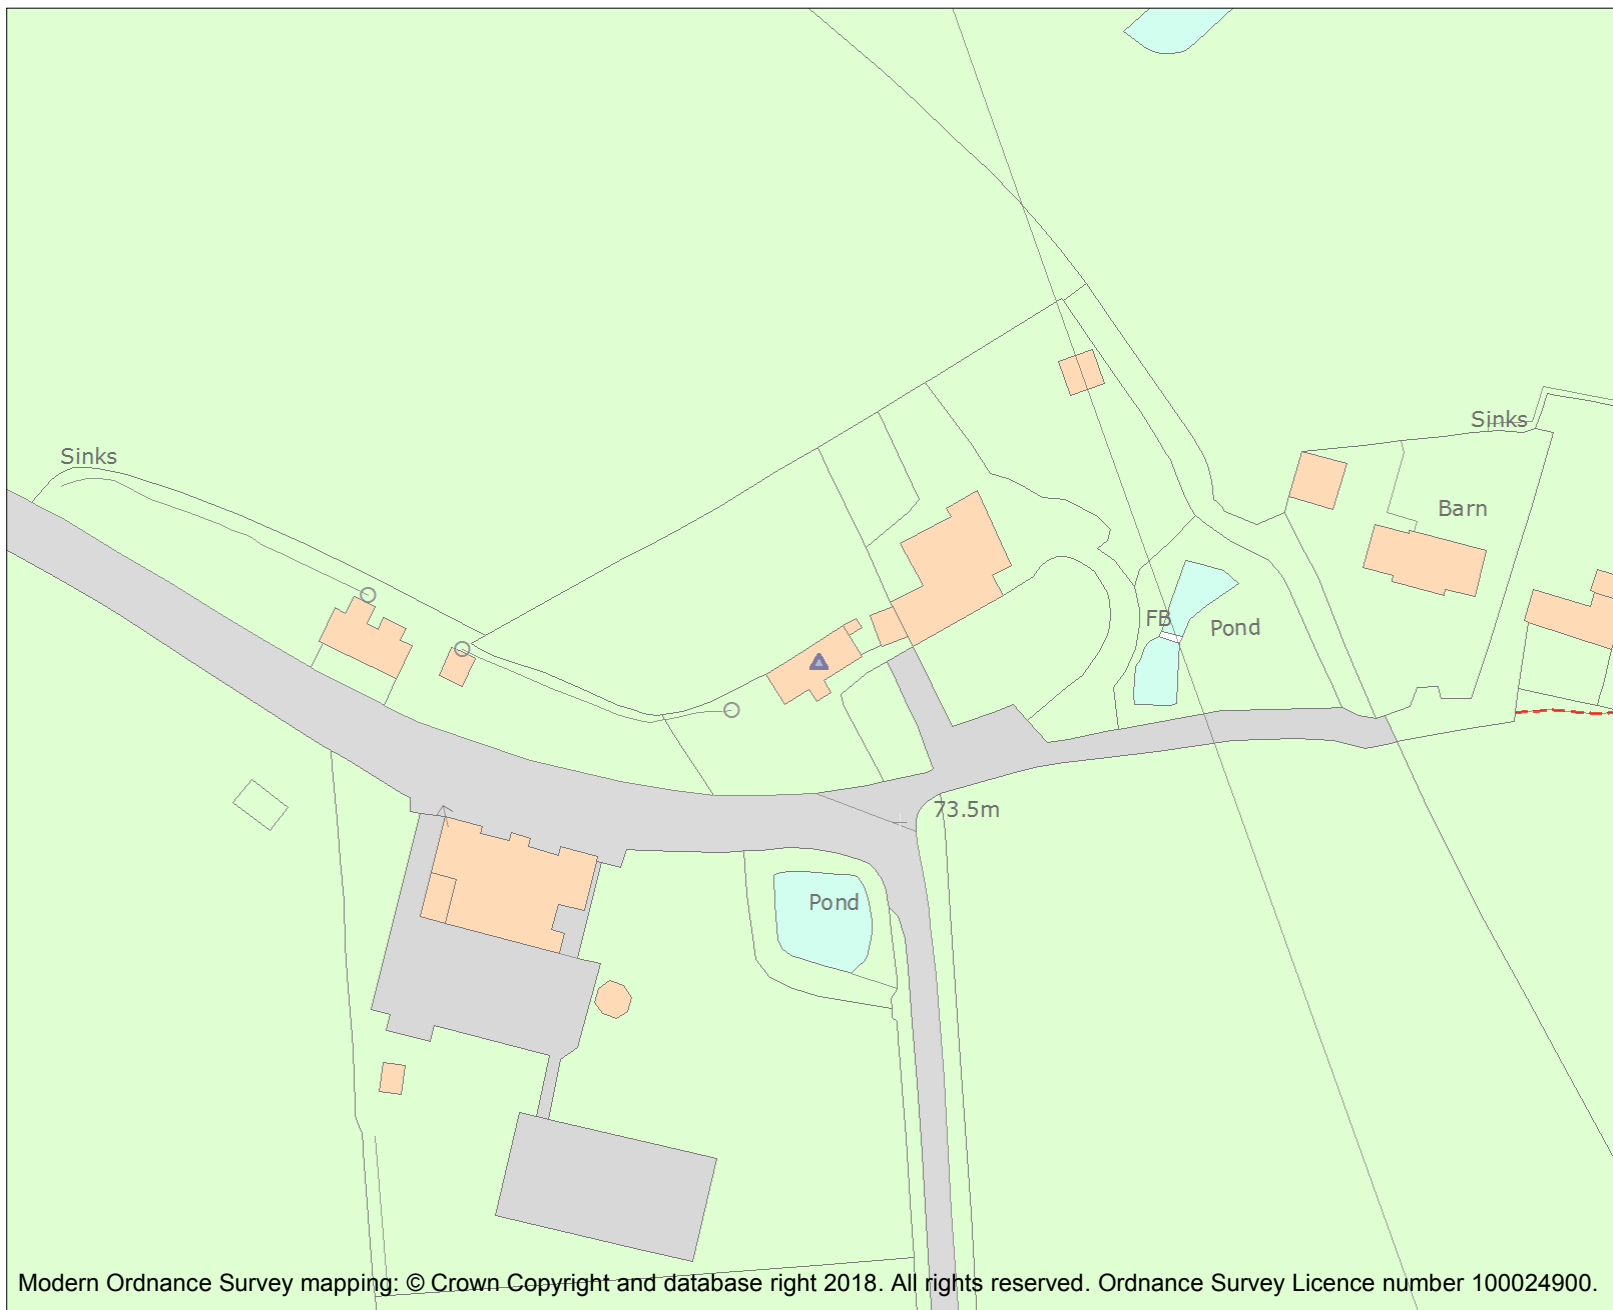 Sinks
Sinks
Barn
FB
Pond
73.5m
Pond
Modern Ordnance Survey mapping: © Crown Copyright and database right 2018. All rights reserved. Ordnance Survey Licence number 100024900.